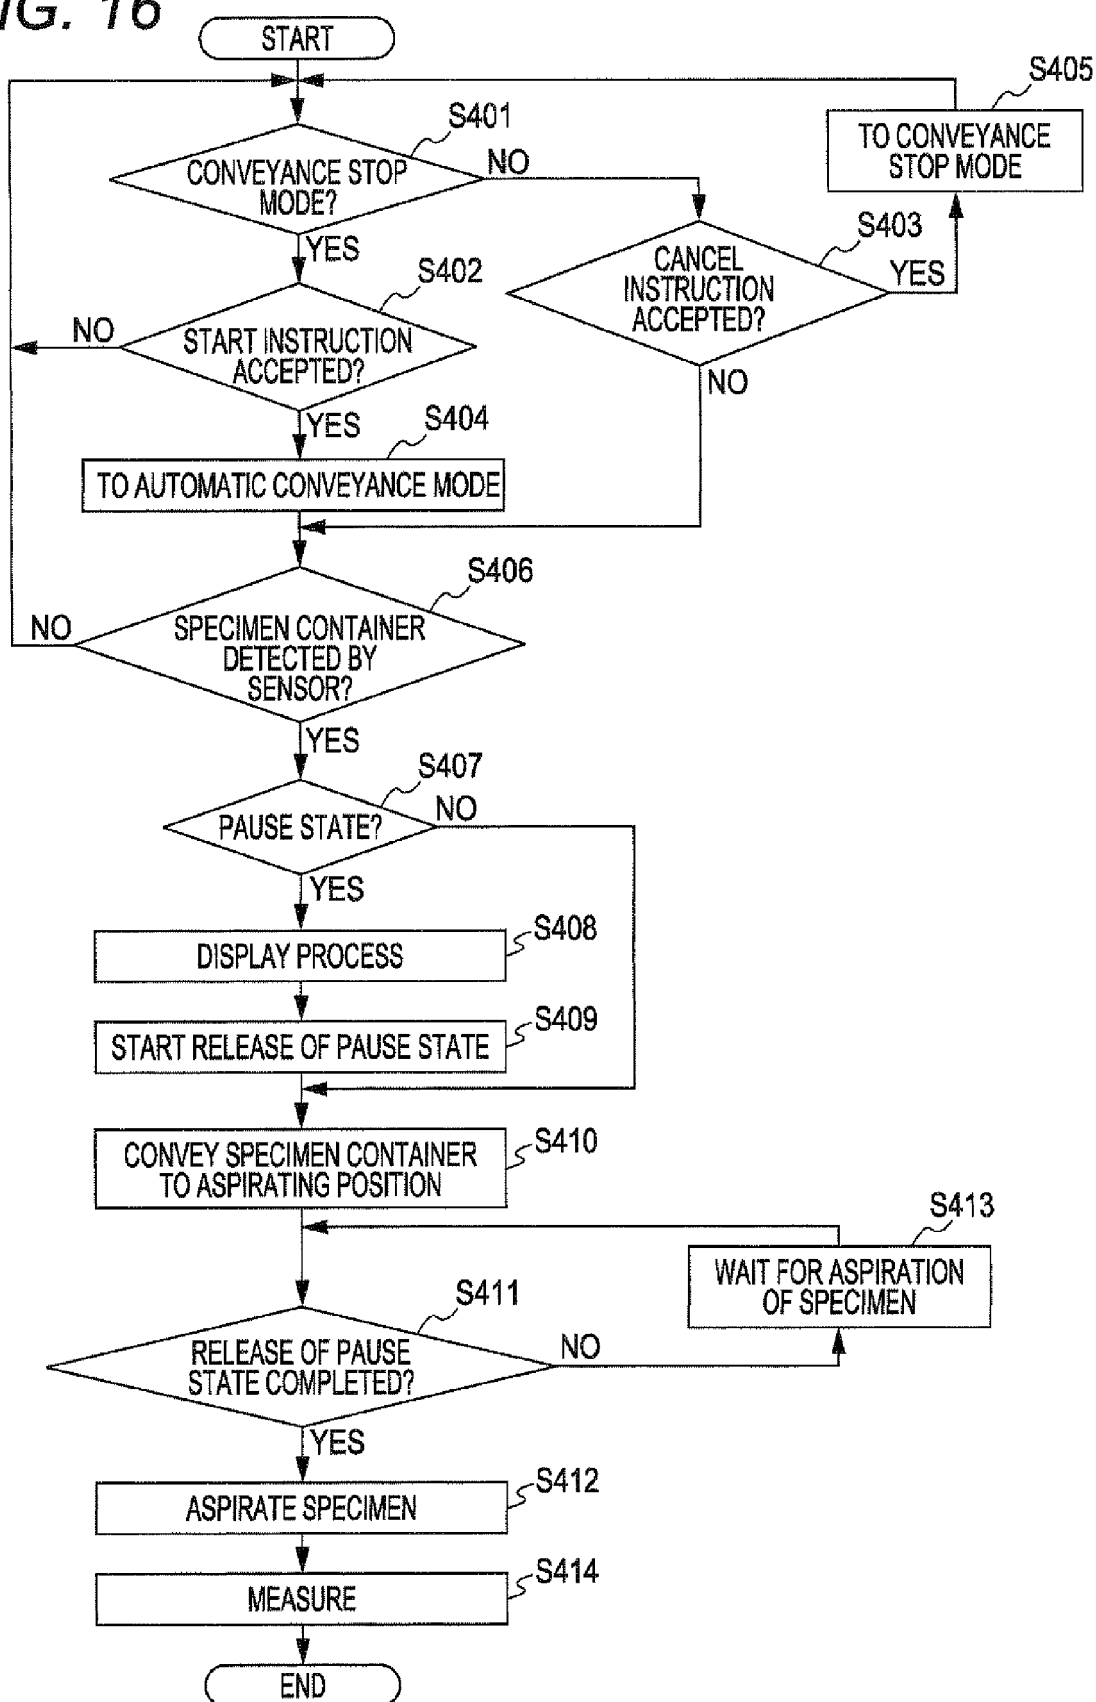 FIG. 16
START
S405
TO CONVEYANCE
STOP MODE
S401
CONVEYANCE STOP
MODE?
NO
YES
S403
CANCEL
INSTRUCTION
ACCEPTED?
YES
NO
S402
START INSTRUCTION
ACCEPTED?
NO
YES
S404
TO AUTOMATIC CONVEYANCE MODE
S406
SPECIMEN CONTAINER
DETECTED BY
SENSOR?
NO
YES
S407
PAUSE STATE?
NO
YES
S408
DISPLAY PROCESS
S409
START RELEASE OF PAUSE STATE
S410
CONVEY SPECIMEN CONTAINER
TO ASPIRATING POSITION
S413
WAIT FOR ASPIRATION
OF SPECIMEN
S411
RELEASE OF PAUSE
STATE COMPLETED?
NO
YES
S412
ASPIRATE SPECIMEN
S414
MEASURE
END